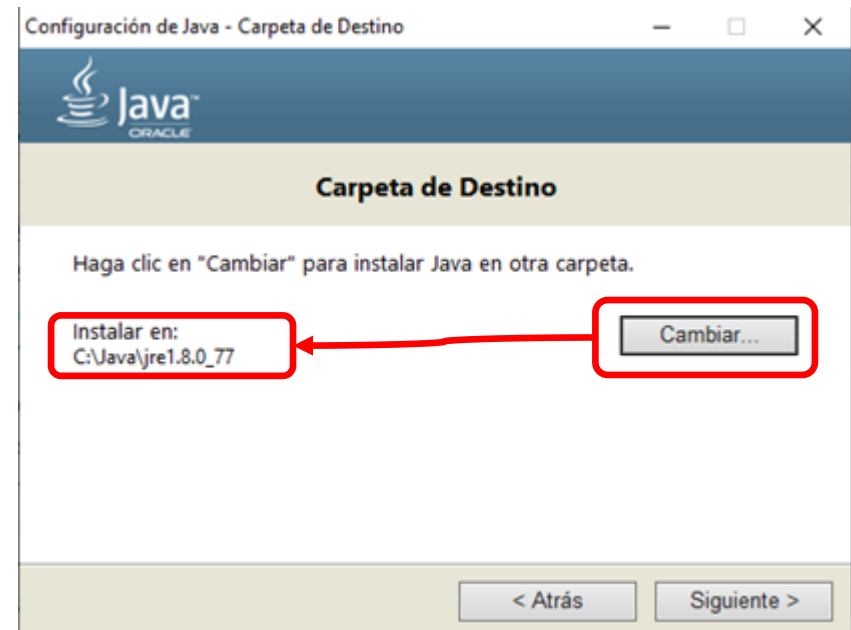 Configuración de Java - Carpeta de Destino
Java™
ORACLE
Carpeta de Destino
Haga clic en "Cambiar" para instalar Java en otra carpeta.
Instalar en:
C:\Java\jre1.8.0_77
Cambiar...
< Atrás
Siguiente >